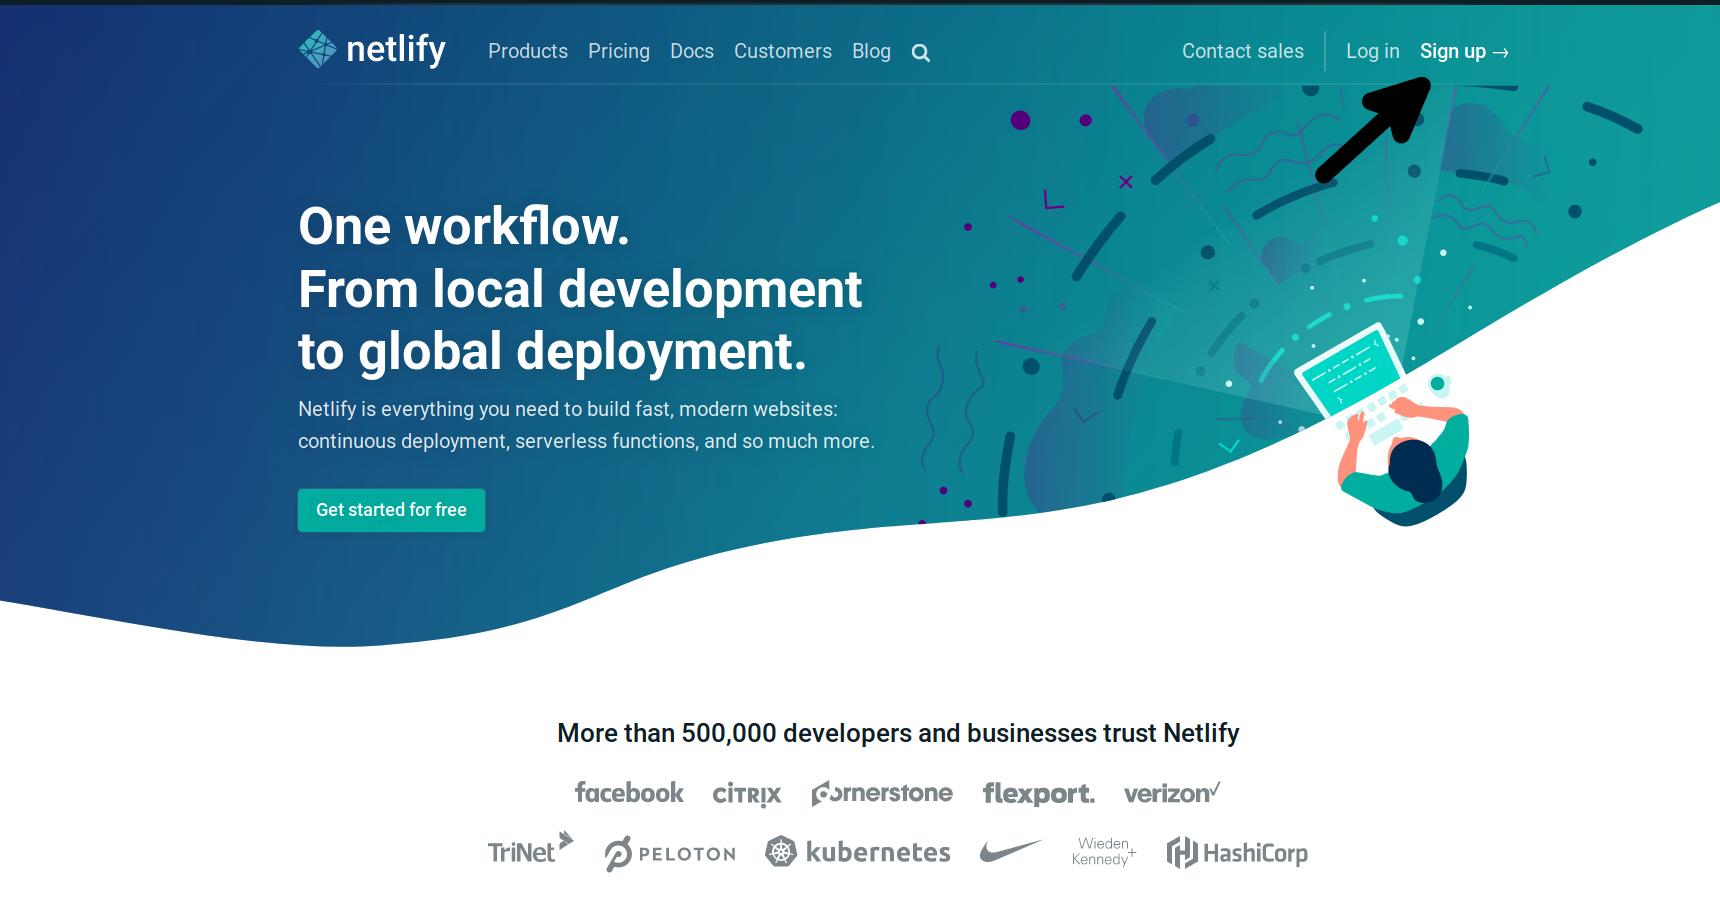 netlify Products Pricing Docs Customers Blog Contact sales Log in Sign up →
One workflow.
From local development
to global deployment.
Netlify is everything you need to build fast, modern websites:
continuous deployment, serverless functions, and so much more.
Get started for free
More than 500,000 developers and businesses trust Netlify
facebook CİTRIX Cornerstone flexport. verizon✓
TriNet PELOTON kubernetes Wieden+ Kennedy HashiCorp